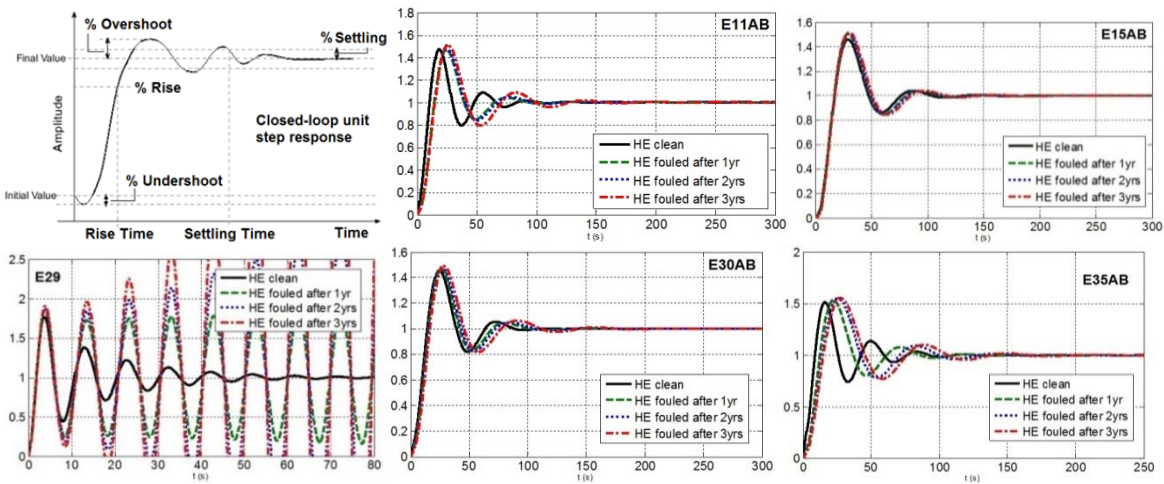 % Overshoot
% Settling
Final Value
% Rise
Amplitude
Closed-loop unit
step response
% Undershoot
Initial Value
Rise Time
Settling Time
Time
E11AB
1.6
1.4
1.2
1
0.8
0.6
0.4
0.2
0
HE clean
HE fouled after 1yr
HE fouled after 2yrs
HE fouled after 3yrs
0 50 100 150 200 250 300
t (s)
E15AB
1.6
1.4
1.2
1
0.8
0.6
0.4
0.2
0
HE clean
HE fouled after 1yr
HE fouled after 2yrs
HE fouled after 3yrs
0 50 100 150 200 250 300
t (s)
E29
2.5
2
1.5
1
0.5
0
HE clean
HE fouled after 1yr
HE fouled after 2yrs
HE fouled after 3yrs
0 10 20 30 40 50 60 70 80
t (s)
E30AB
1.6
1.4
1.2
1
0.8
0.6
0.4
0.2
0
HE clean
HE fouled after 1yr
HE fouled after 2yrs
HE fouled after 3yrs
0 50 100 150 200 250 300
t (s)
E35AB
2
1.5
1
0.5
0
HE clean
HE fouled after 1yr
HE fouled after 2yrs
HE fouled after 3yrs
0 50 100 150 200 250
t (s)